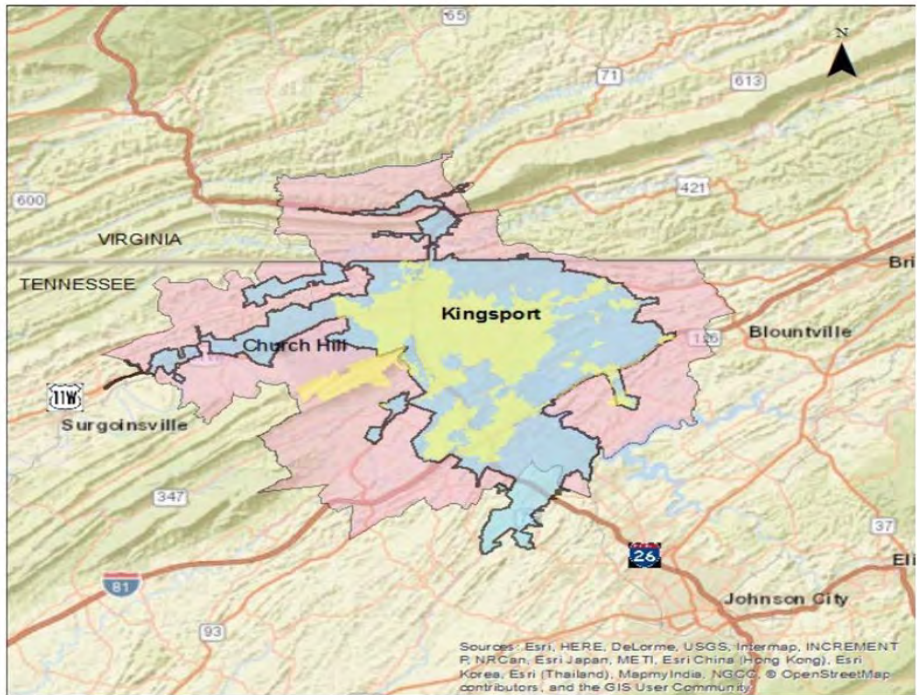 65
N
71
613
600
421
VIRGINIA
TENNESSEE
Bri
Kingsport
Blountville
126
Church Hill
11W
Surgoinsville
347
26
37
81
Eli
Johnson City
93
Sources: Esri, HERE, DeLorme, USGS, Intermap, INCREMENT
P, NRCan, Esri Japan, METI, Esri China (Hong Kong), Esri
Korea, Esri (Thailand), MapmyIndia, NGCC, © OpenStreetMap
contributors, and the GIS User Community